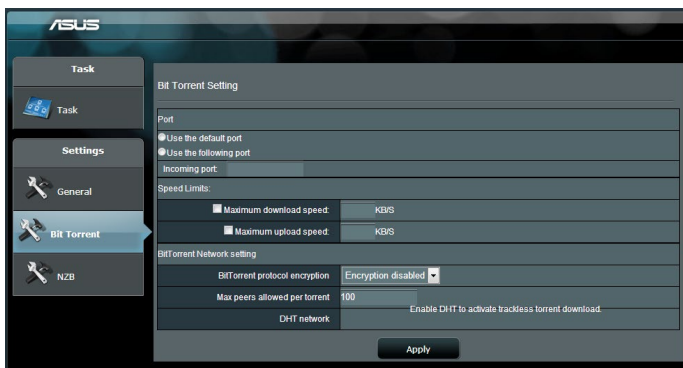 ASUS
Task
Task
Settings
General
Bit Torrent
NZB
Bit Torrent Setting
Port
Use the default port
Use the following port
Incoming port:
Speed Limits:
Maximum download speed: KB/S
Maximum upload speed: KB/S
BitTorrent Network setting
BitTorrent protocol encryption Encryption disabled
Max peers allowed per torrent 100
DHT network Enable DHT to activate trackless torrent download.
Apply